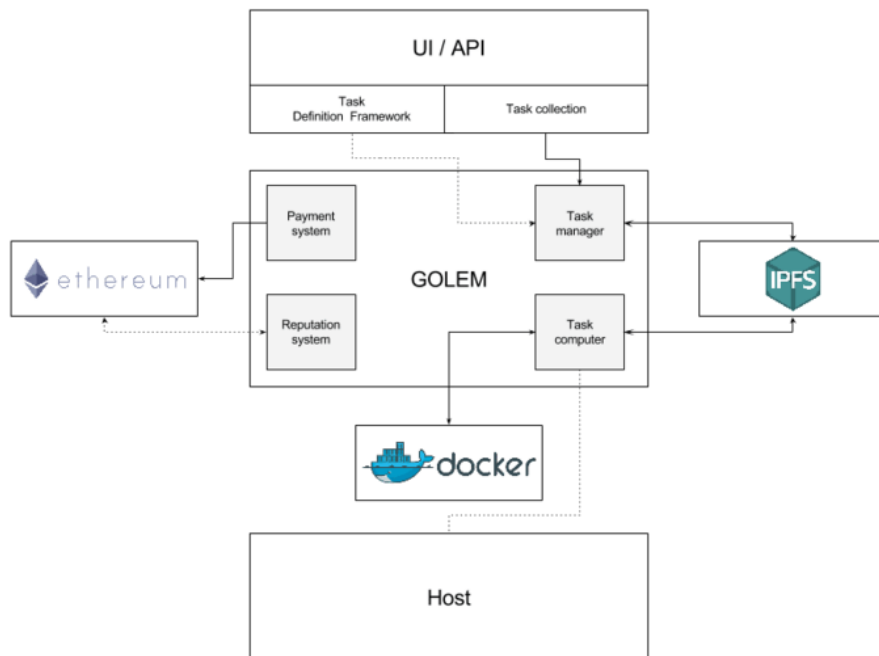 UI / API
Task
Definition Framework
Task collection
Payment
system
Task
manager
ethereum
GOLEM
IPFS
Reputation
system
Task
computer
docker
Host